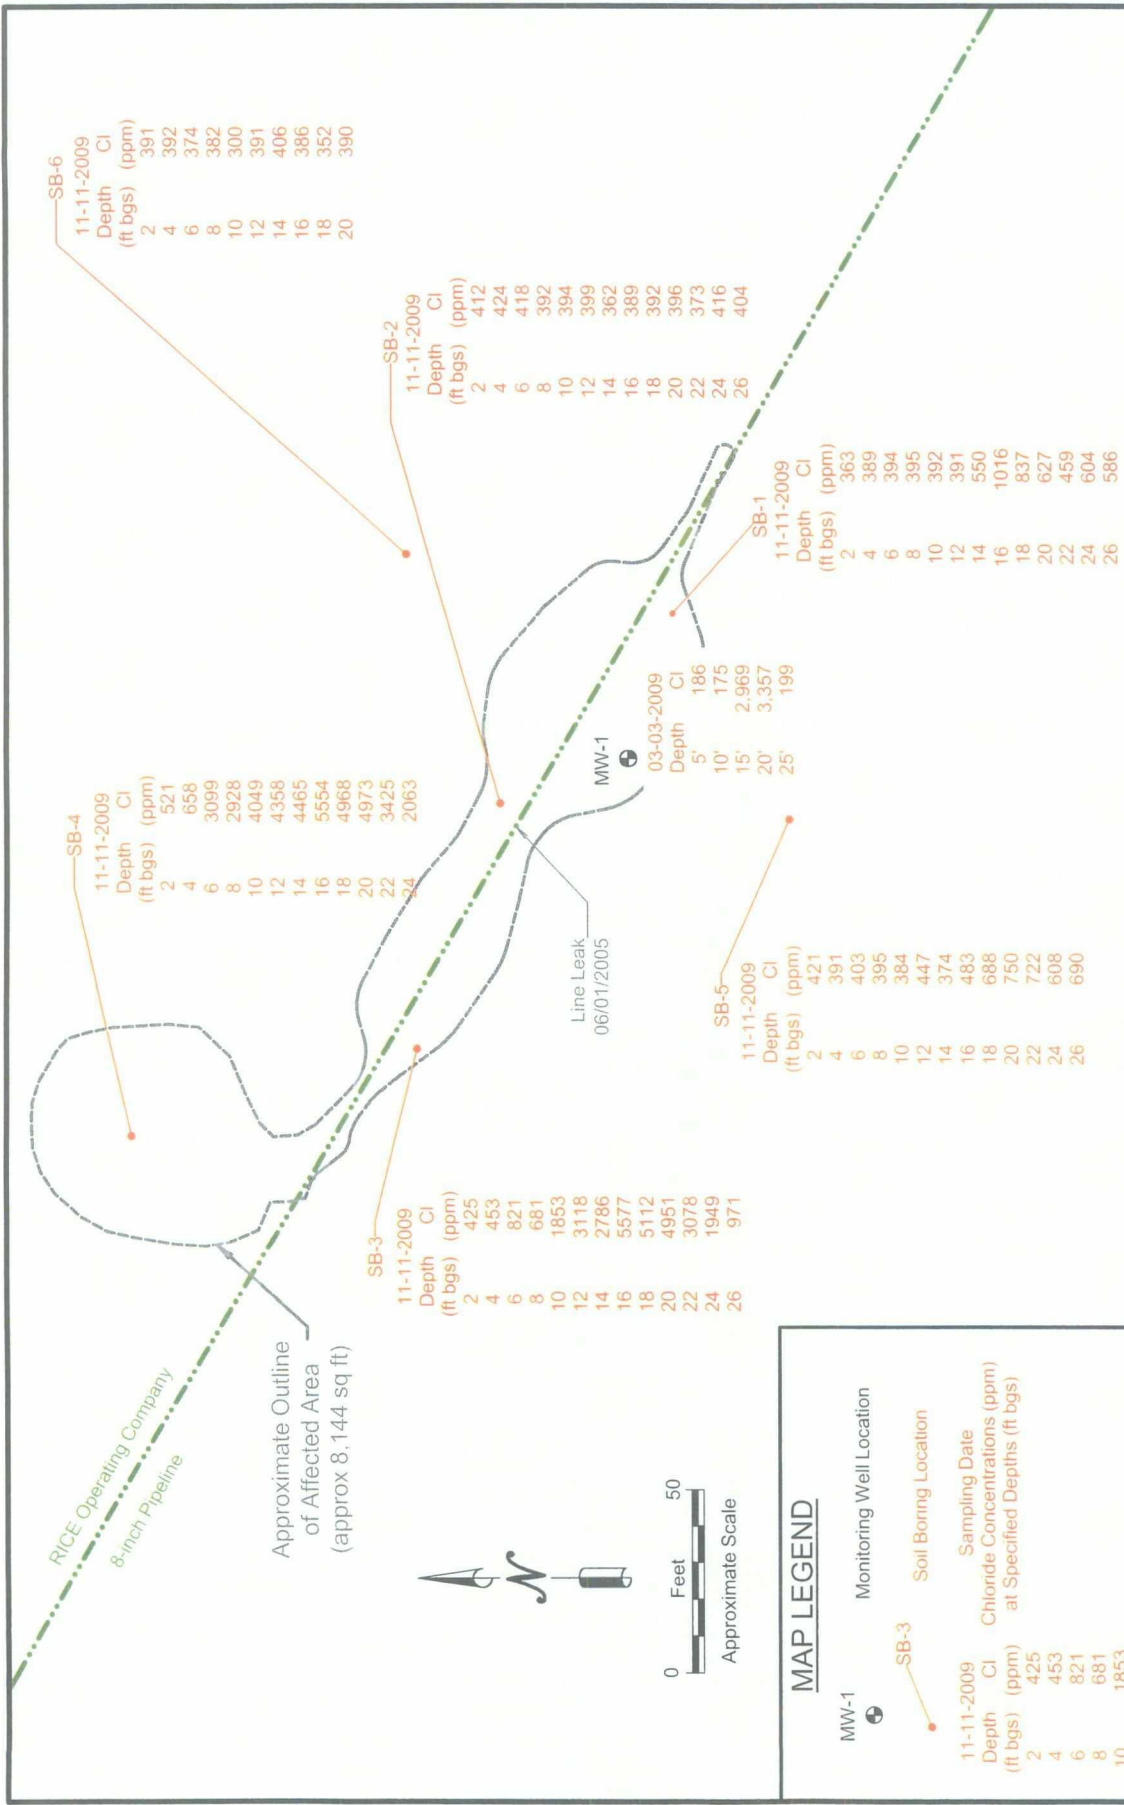 RICE Operating Company
8-inch Pipeline
Approximate Outline
of Affected Area
(approx 8,144 sq ft)
SB-4
11-11-2009
Depth Cl
(ft bgs) (ppm)
2 521
4 658
6 3099
8 2928
10 4049
12 4358
14 4465
16 5554
18 4968
20 4973
22 3425
24 2063
SB-6
11-11-2009
Depth Cl
(ft bgs) (ppm)
2 391
4 392
6 374
8 382
10 300
12 391
14 406
16 386
18 352
20 390
SB-3
11-11-2009
Depth Cl
(ft bgs) (ppm)
2 425
4 453
6 821
8 681
10 1853
12 3118
14 2786
16 5577
18 5112
20 4951
22 3078
24 1949
26 971
SB-2
11-11-2009
Depth Cl
(ft bgs) (ppm)
2 412
4 424
6 418
8 392
10 394
12 399
14 362
16 389
18 392
20 396
22 373
24 416
26 404
Line Leak
06/01/2005
MW-1
03-03-2009
Depth Cl
5' 186
10' 175
15' 2,969
20' 3,357
25' 199
SB-5
11-11-2009
Depth Cl
(ft bgs) (ppm)
2 421
4 391
6 403
8 395
10 384
12 447
14 374
16 483
18 688
20 750
22 722
24 608
26 690
SB-1
11-11-2009
Depth Cl
(ft bgs) (ppm)
2 363
4 389
6 394
8 395
10 392
12 391
14 550
16 1016
18 837
20 627
22 459
24 604
26 586
N
0 Feet 50
Approximate Scale
MAP LEGEND
MW-1
Monitoring Well Location
SB-3
Soil Boring Location
11-11-2009 Sampling Date
Depth Cl Chloride Concentrations (ppm)
(ft bgs) (ppm) at Specified Depths (ft bgs)
2 425
4 453
6 821
8 681
10 1853